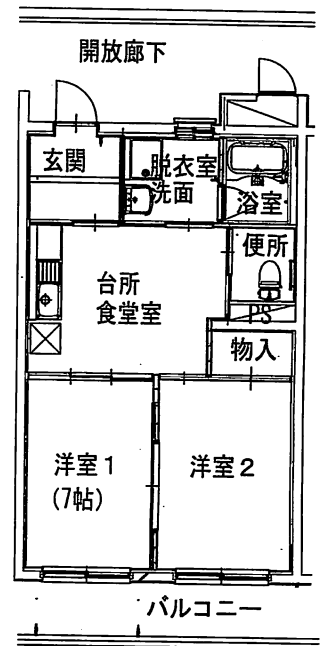 開放廊下
玄関
脱衣室
洗面
浴室
便所
台所
食堂室
PS
物入
洋室1
(7帖)
洋室2
バルコニー